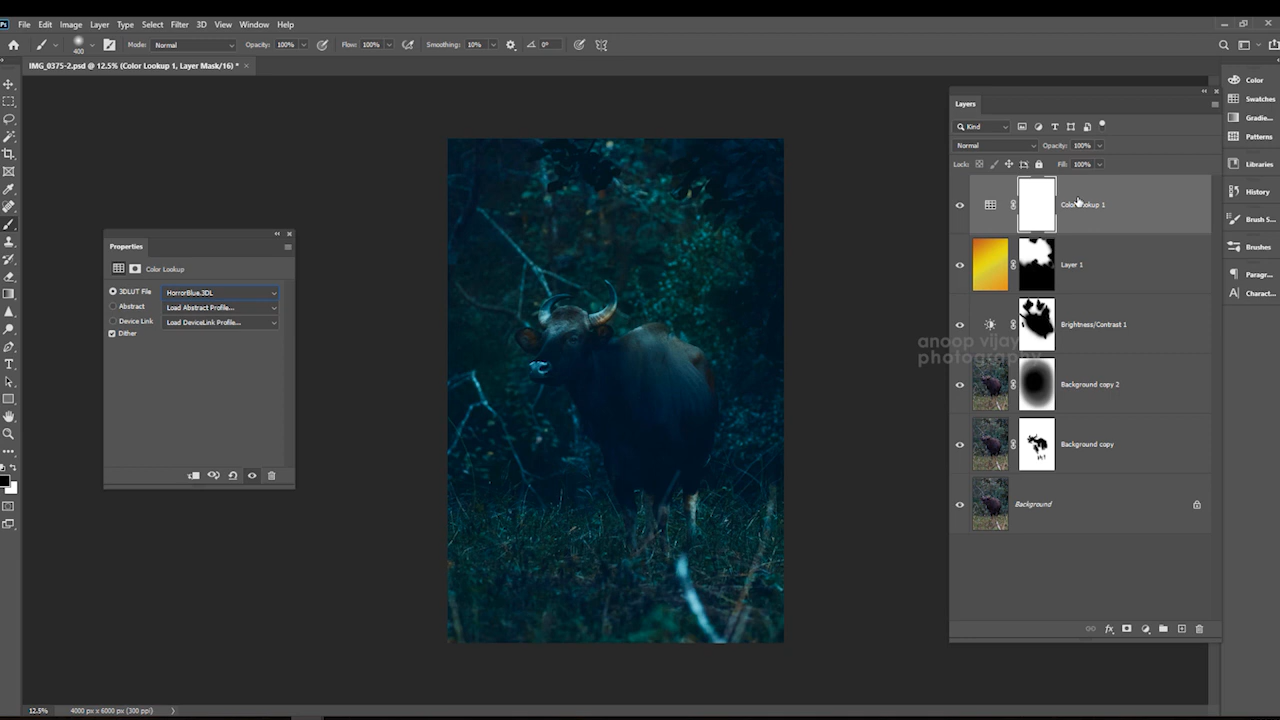 Ps File Edit Image Layer Type Select Filter 3D View Window Help
400 Mode: Normal Opacity: 100% Flow: 100% Smoothing: 10% 0°
IMG_0375-2.psd @ 12.5% (Color Lookup 1, Layer Mask/16) *
Layers
Kind
Normal Opacity: 100%
Lock: Fill: 100%
Color Lookup 1
Layer 1
Brightness/Contrast 1
anoop vijay
photography
Background copy 2
Background copy
Background
Properties
Color Lookup
3DLUT File HorrorBlue.3DL
Abstract Load Abstract Profile...
Device Link Load DeviceLink Profile...
Dither
Color
Swatches
Gradie...
Patterns
Libraries
History
Brush S...
Brushes
Paragr...
Charact...
12.5% 4000 px x 6000 px (300 ppi)